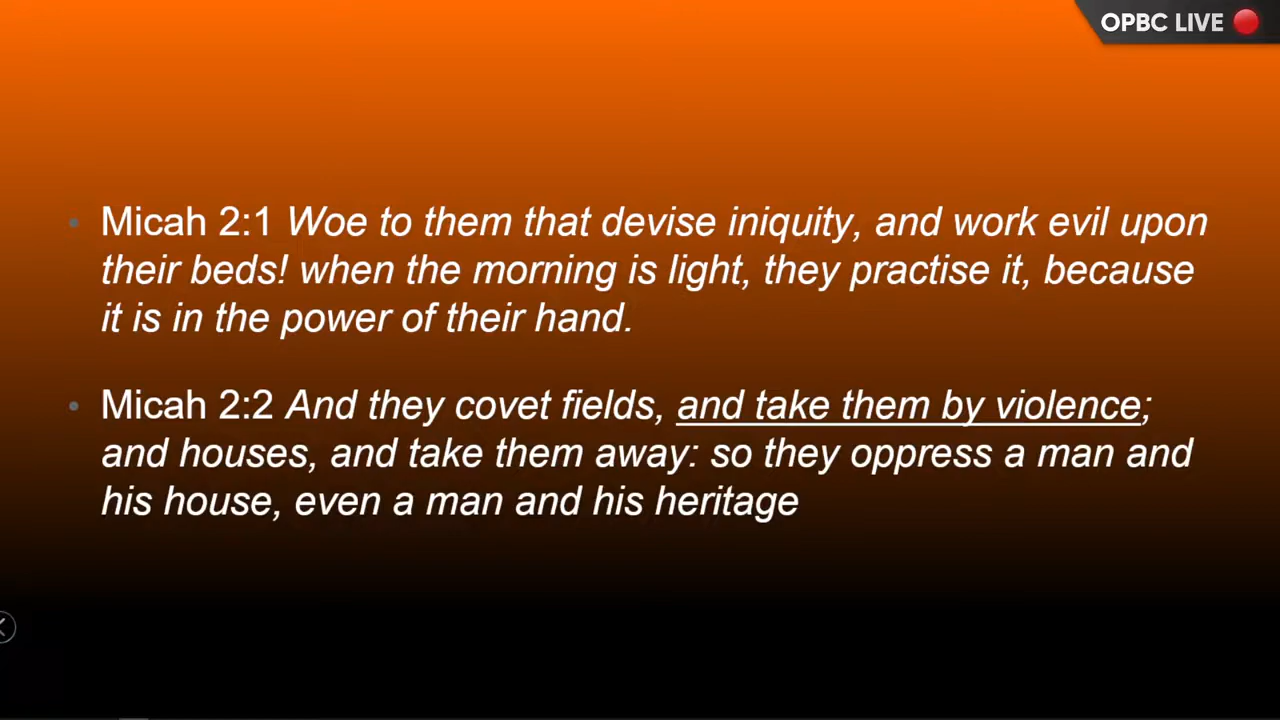 OPBC LIVE
• Micah 2:1 Woe to them that devise iniquity, and work evil upon
their beds! when the morning is light, they practise it, because
it is in the power of their hand.
• Micah 2:2 And they covet fields, and take them by violence;
and houses, and take them away: so they oppress a man and
his house, even a man and his heritage